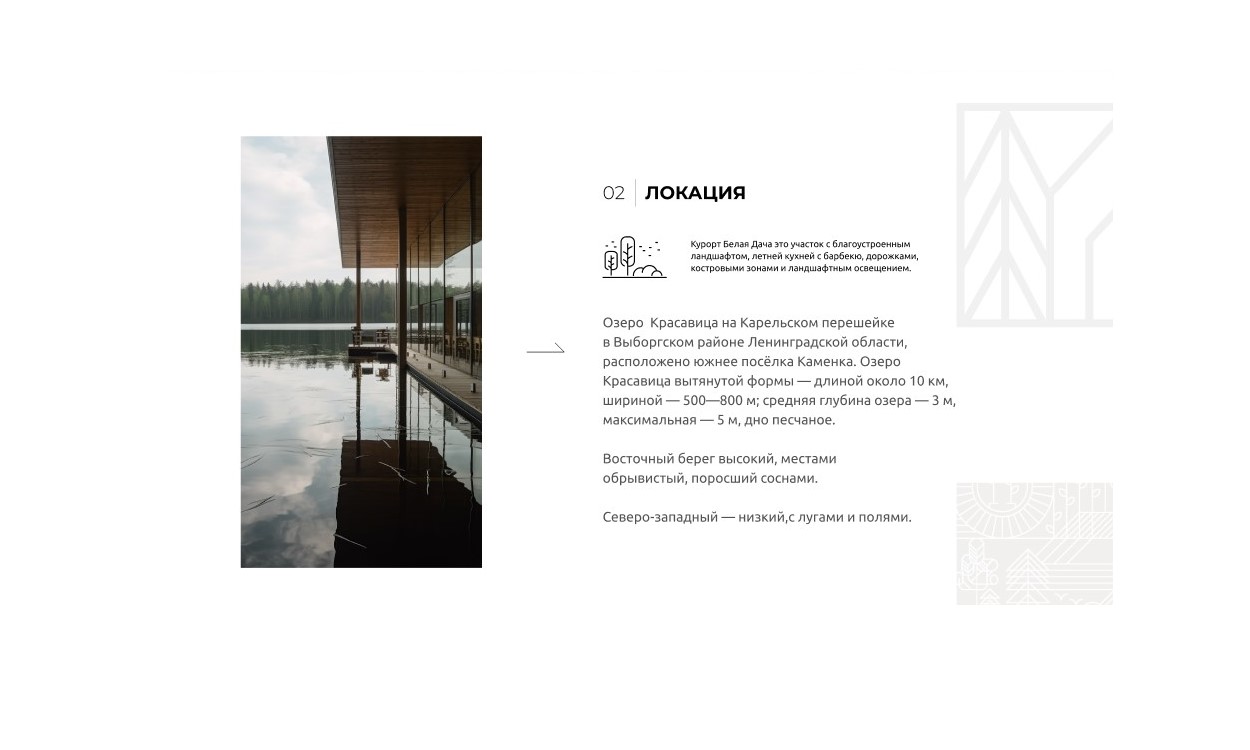 02 ЛОКАЦИЯ
Курорт Белая Дача это участок с благоустроенным
ландшафтом, летней кухней с барбекю, дорожками,
костровыми зонами и ландшафтным освещением.
Озеро  Красавица на Карельском перешейке
в Выборгском районе Ленинградской области,
расположено южнее посёлка Каменка. Озеро
Красавица вытянутой формы — длиной около 10 км,
шириной — 500—800 м; средняя глубина озера — 3 м,
максимальная — 5 м, дно песчаное.
Восточный берег высокий, местами
обрывистый, поросший соснами.
Северо-западный — низкий,с лугами и полями.